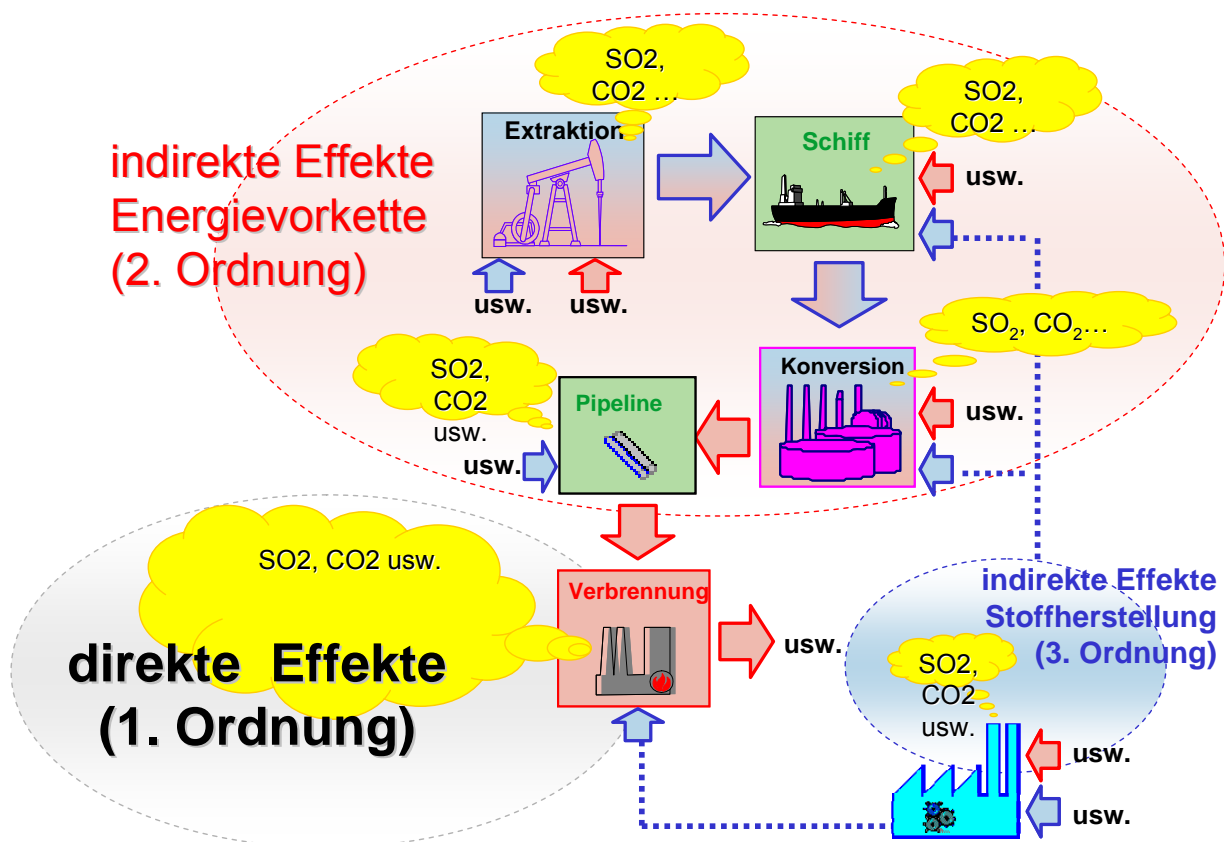 SO2,
CO2 …
SO2,
CO2 …
Extraktion
Schiff
indirekte Effekte
Energievorkette
(2. Ordnung)
usw.
usw.
usw.
SO₂, CO₂…
SO2,
CO2
usw.
Konversion
Pipeline
usw.
usw.
SO2, CO2 usw.
Verbrennung
indirekte Effekte
Stoffherstellung
(3. Ordnung)
usw.
direkte Effekte
(1. Ordnung)
SO2,
CO2
usw.
usw.
usw.